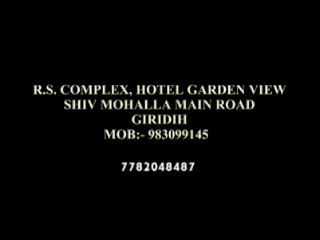 R.S. COMPLEX, HOTEL GARDEN VIEW
SHIV MOHALLA MAIN ROAD
GIRIDIH
MOB:- 983099145
7782048487